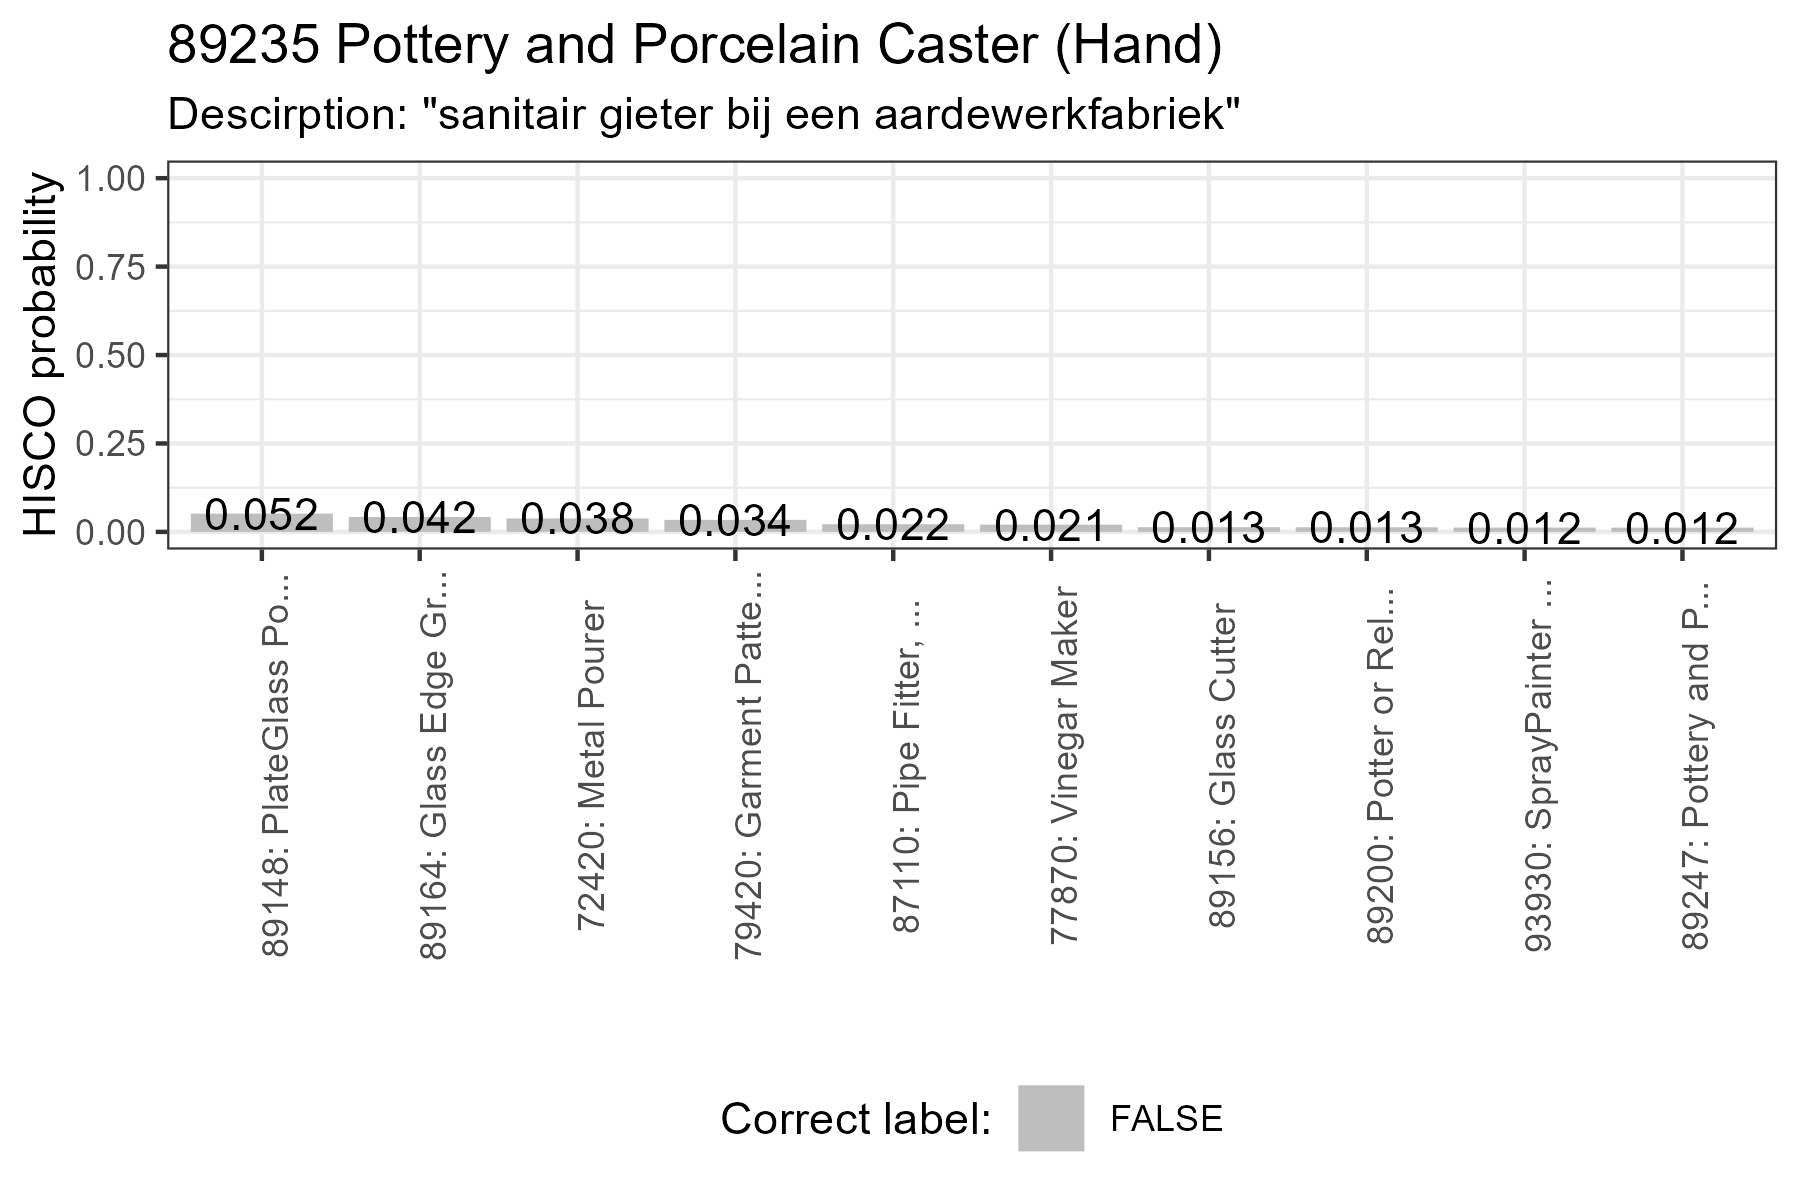 89235 Pottery and Porcelain Caster (Hand)
Descirption: "sanitair gieter bij een aardewerkfabriek"
HISCO probability
1.00
0.75
0.50
0.25
0.00
0.052
0.042
0.038
0.034
0.022
0.021
0.013
0.013
0.012
0.012
89148: PlateGlass Po...
89164: Glass Edge Gr...
72420: Metal Pourer
79420: Garment Patte...
87110: Pipe Fitter, ...
77870: Vinegar Maker
89156: Glass Cutter
89200: Potter or Rel...
93930: SprayPainter ...
89247: Pottery and P...
Correct label: FALSE